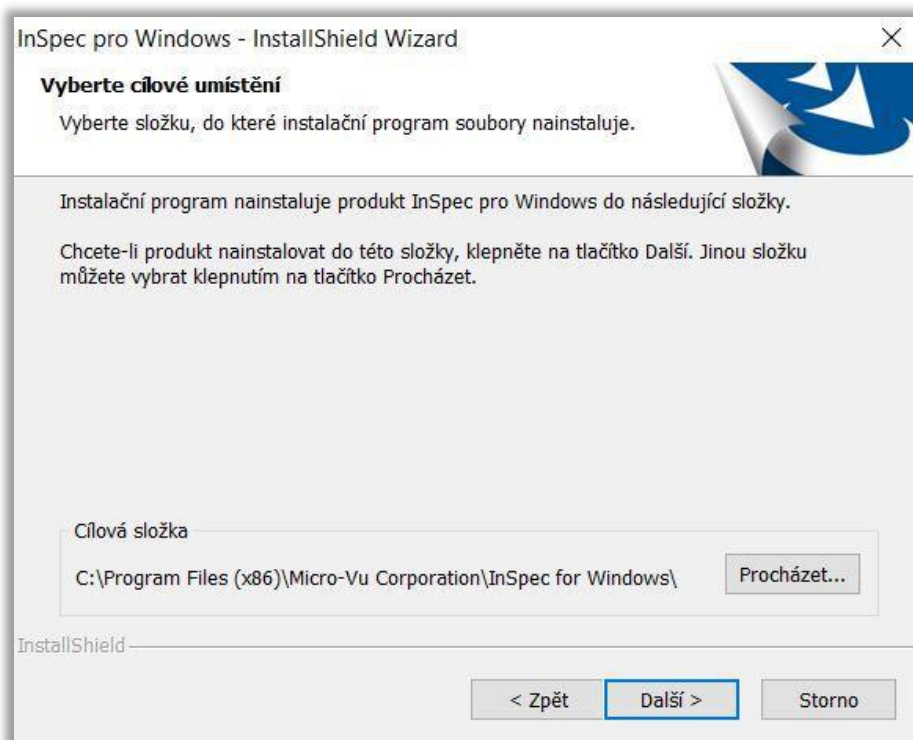 InSpec pro Windows - InstallShield Wizard
Vyberte cílové umístění
Vyberte složku, do které instalační program soubory nainstaluje.
Instalační program nainstaluje produkt InSpec pro Windows do následující složky.
Chcete-li produkt nainstalovat do této složky, klepněte na tlačítko Další. Jinou složku
můžete vybrat klepnutím na tlačítko Procházet.
Cílová složka
C:\Program Files (x86)\Micro-Vu Corporation\InSpec for Windows\
Procházet...
InstallShield
< Zpět
Další >
Storno